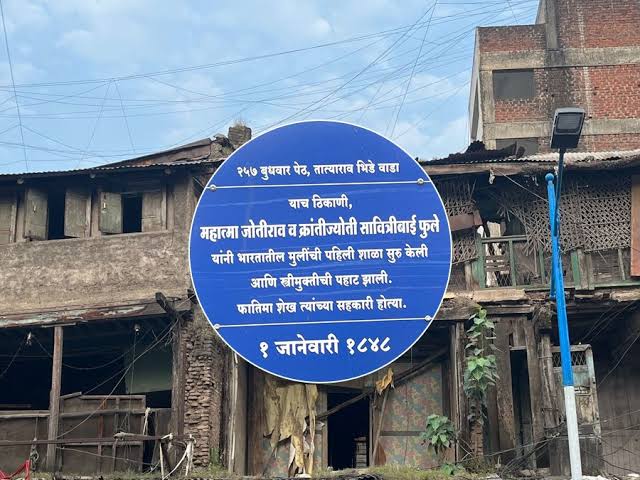 २५७ बुधवार पेठ, तात्याराव भिडे वाडा
याच ठिकाणी,
महात्मा जोतीराव व क्रांतीज्योती सावित्रीबाई फुले
यांनी भारतातील मुलींची पहिली शाळा सुरु केली
आणि स्त्रीमुक्तीची पहाट झाली.
फातिमा शेख त्यांच्या सहकारी होत्या.
१ जानेवारी १८४८